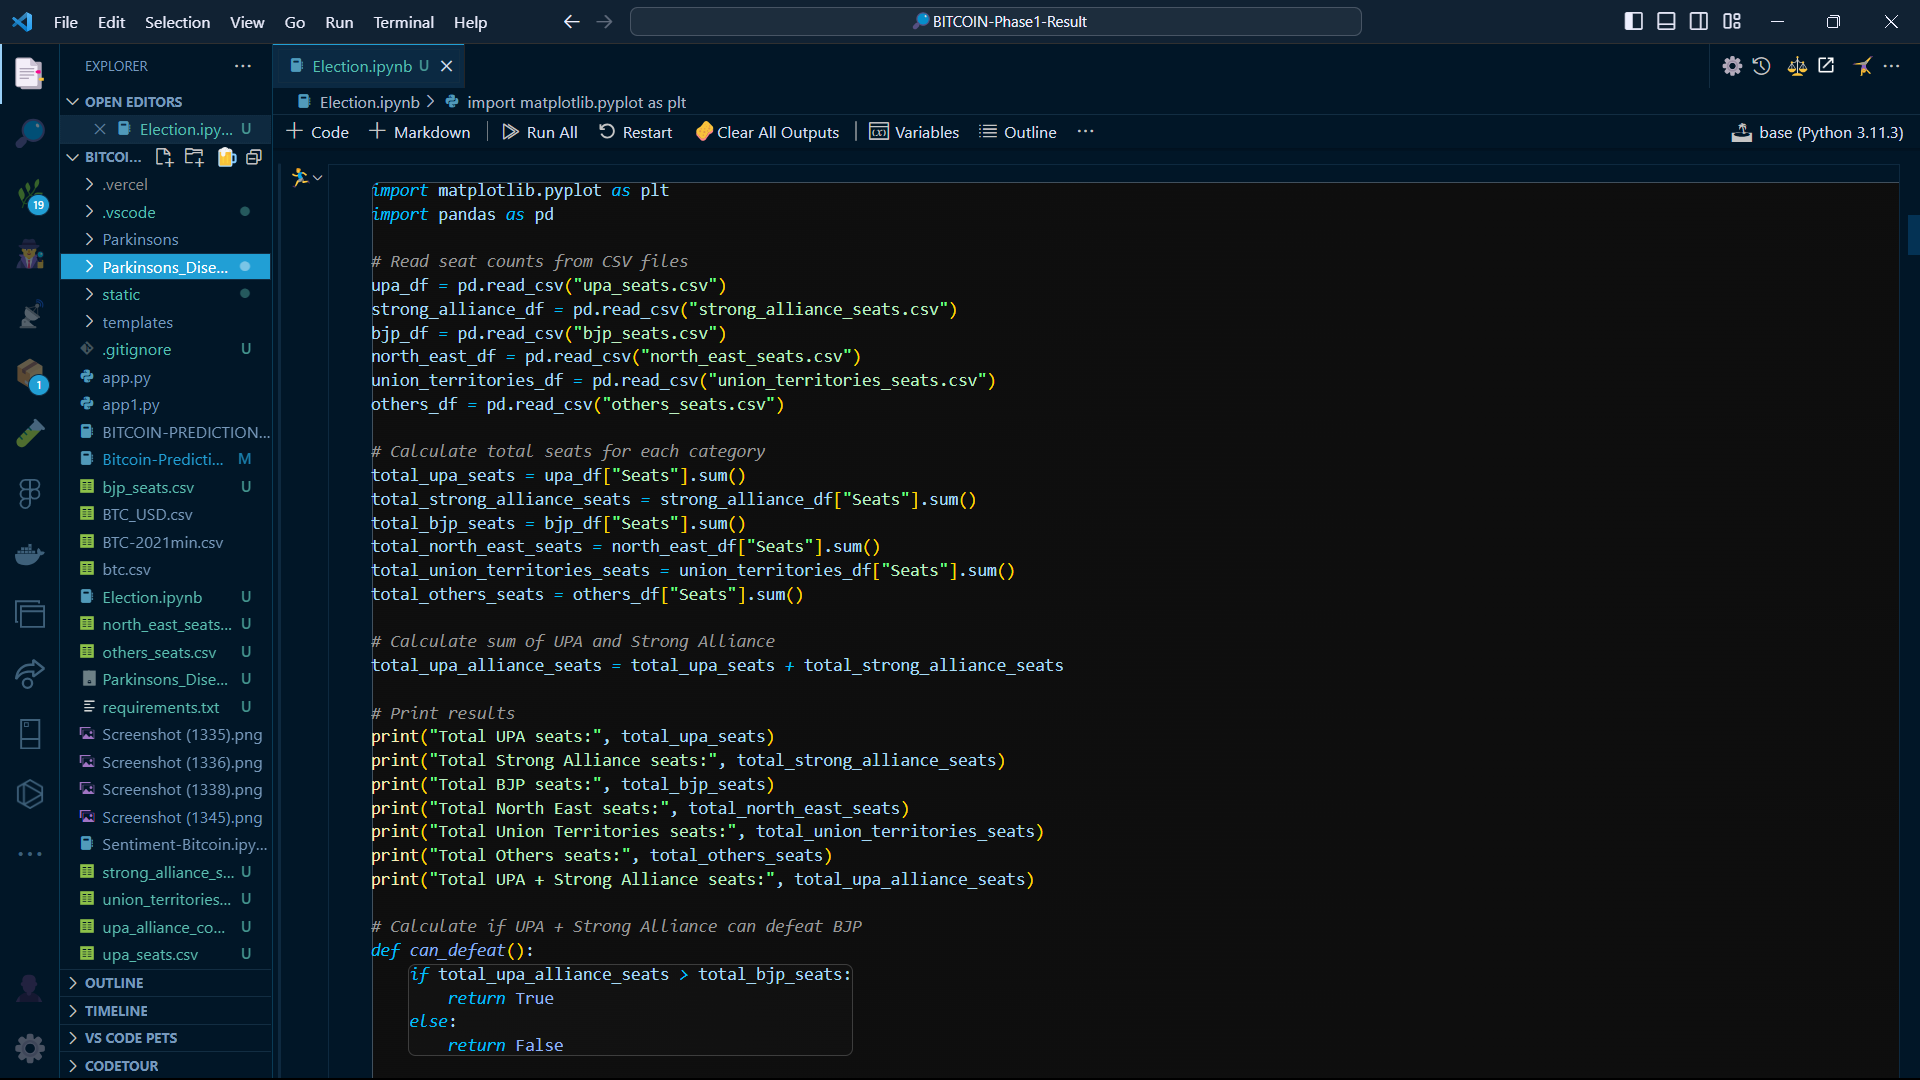 File Edit Selection View Go Run Terminal Help
BITCOIN-Phase1-Result
EXPLORER
OPEN EDITORS
Election.ipy... U
BITCOI...
.vercel
.vscode
Parkinsons
Parkinsons_Dise...
static
templates
.gitignore U
app.py
app1.py
BITCOIN-PREDICTION...
Bitcoin-Predicti... M
bjp_seats.csv U
BTC_USD.csv
BTC-2021min.csv
btc.csv
Election.ipynb U
north_east_seats... U
others_seats.csv U
Parkinsons_Dise... U
requirements.txt U
Screenshot (1335).png
Screenshot (1336).png
Screenshot (1338).png
Screenshot (1345).png
Sentiment-Bitcoin.ipy...
strong_alliance_s... U
union_territories... U
upa_alliance_co... U
upa_seats.csv U
OUTLINE
TIMELINE
VS CODE PETS
CODETOUR
19
1
Election.ipynb U
Election.ipynb > import matplotlib.pyplot as plt
+ Code + Markdown | Run All Restart Clear All Outputs | Variables Outline ...
base (Python 3.11.3)
import matplotlib.pyplot as plt
import pandas as pd
# Read seat counts from CSV files
upa_df = pd.read_csv("upa_seats.csv")
strong_alliance_df = pd.read_csv("strong_alliance_seats.csv")
bjp_df = pd.read_csv("bjp_seats.csv")
north_east_df = pd.read_csv("north_east_seats.csv")
union_territories_df = pd.read_csv("union_territories_seats.csv")
others_df = pd.read_csv("others_seats.csv")
# Calculate total seats for each category
total_upa_seats = upa_df["Seats"].sum()
total_strong_alliance_seats = strong_alliance_df["Seats"].sum()
total_bjp_seats = bjp_df["Seats"].sum()
total_north_east_seats = north_east_df["Seats"].sum()
total_union_territories_seats = union_territories_df["Seats"].sum()
total_others_seats = others_df["Seats"].sum()
# Calculate sum of UPA and Strong Alliance
total_upa_alliance_seats = total_upa_seats + total_strong_alliance_seats
# Print results
print("Total UPA seats:", total_upa_seats)
print("Total Strong Alliance seats:", total_strong_alliance_seats)
print("Total BJP seats:", total_bjp_seats)
print("Total North East seats:", total_north_east_seats)
print("Total Union Territories seats:", total_union_territories_seats)
print("Total Others seats:", total_others_seats)
print("Total UPA + Strong Alliance seats:", total_upa_alliance_seats)
# Calculate if UPA + Strong Alliance can defeat BJP
def can_defeat():
if total_upa_alliance_seats > total_bjp_seats:
return True
else:
return False